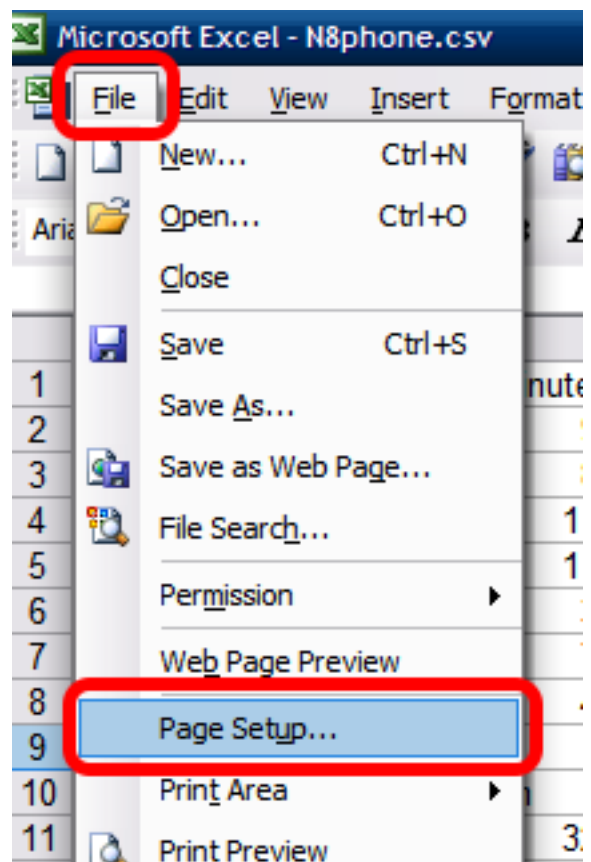 Microsoft Excel - N8phone.csv
File Edit View Insert Format
New... Ctrl+N
Open... Ctrl+O
Close
Save Ctrl+S
1
Save As...
2
3 Save as Web Page...
4 File Search... 1
5 1
Permission
6
7 Web Page Preview
8
Page Setup...
9
10 Print Area
11 Print Preview